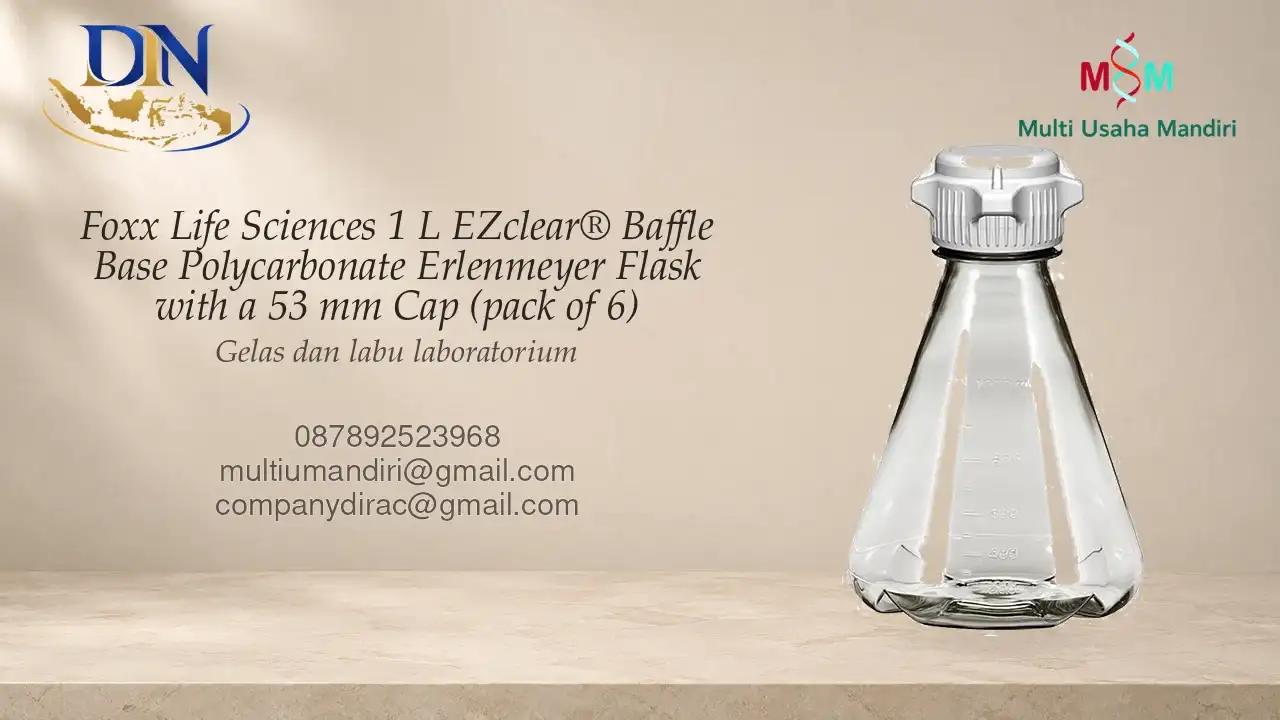 DN
MSM
Multi Usaha Mandiri
Foxx Life Sciences 1 L EZclear® Baffle
Base Polycarbonate Erlenmeyer Flask
with a 53 mm Cap (pack of 6)
Gelas dan labu laboratorium
087892523968
multiumandiri@gmail.com
companydirac@gmail.com